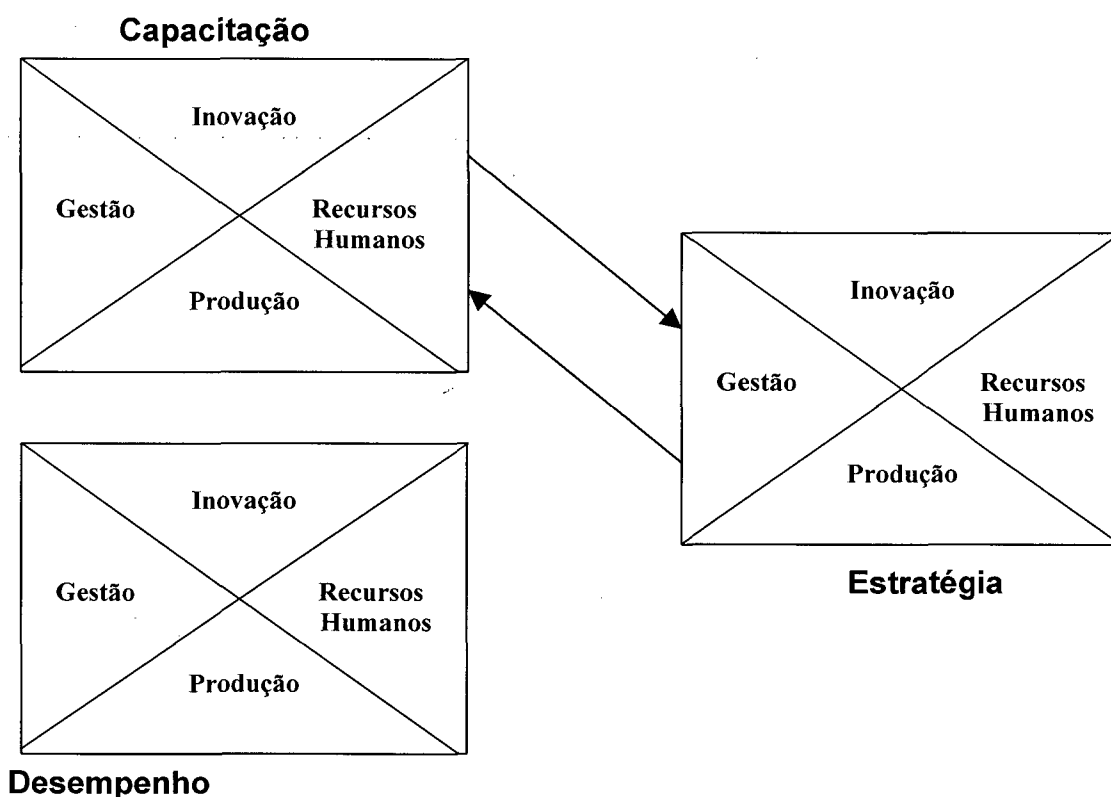 Capacitação
Inovação
Gestão
Recursos
Humanos
Produção
Inovação
Gestão
Recursos
Humanos
Produção
Estratégia
Inovação
Gestão
Recursos
Humanos
Produção
Desempenho